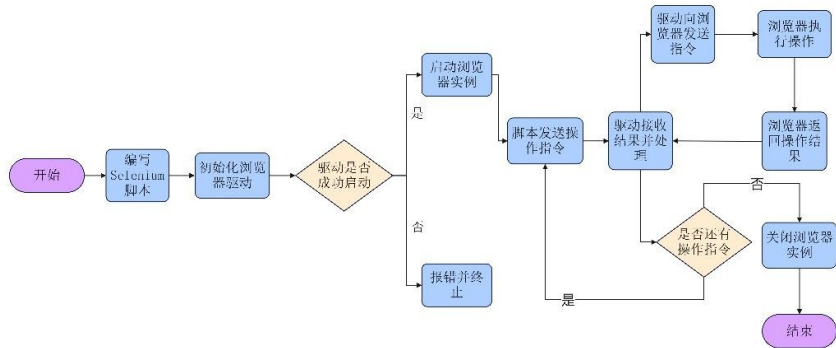 开始
编写
Selenium
脚本
初始化浏览
器驱动
驱动是否
成功启动
是
否
启动浏览
器实例
报错并终
止
脚本发送操
作指令
驱动接收
结果并处
理
驱动向浏
览器发送
指令
浏览器执
行操作
浏览器返
回操作结
果
是否还有
操作指令
是
否
关闭浏览器
实例
结束